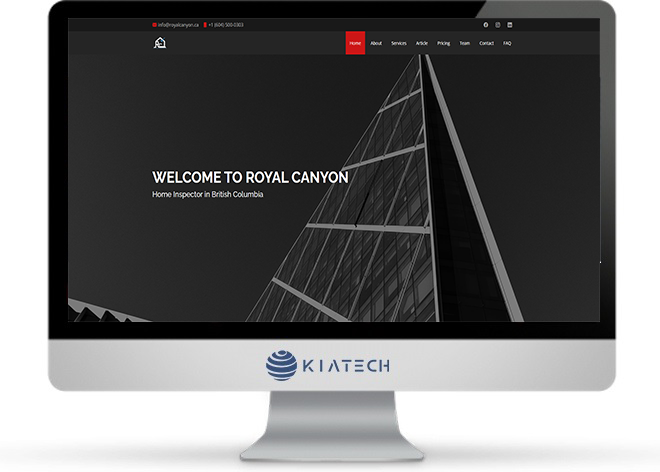 info@royalcanyon.ca +1 (604) 500-0303
Home About Services Article Pricing Team Contact FAQ
WELCOME TO ROYAL CANYON
Home Inspector in British Columbia
KIATECH